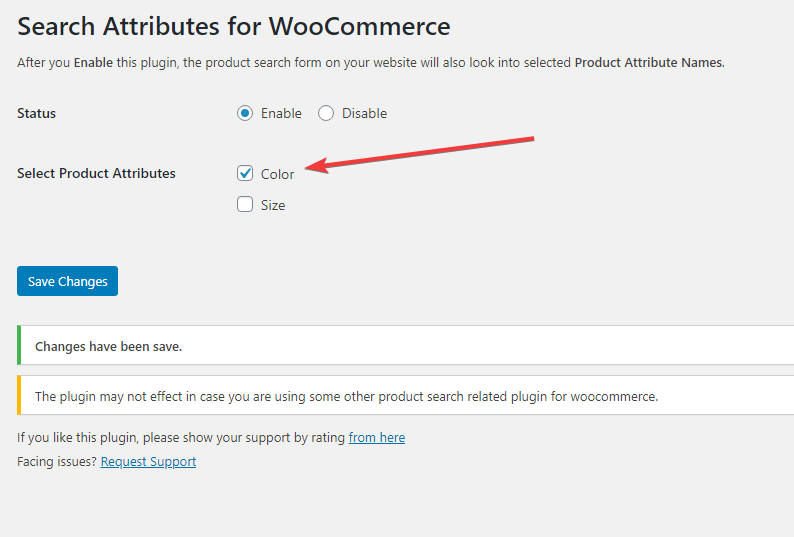 Search Attributes for WooCommerce
After you Enable this plugin, the product search form on your website will also look into selected Product Attribute Names.
Status
Enable
Disable
Select Product Attributes
Color
Size
Save Changes
Changes have been save.
The plugin may not effect in case you are using some other product search related plugin for woocommerce.
If you like this plugin, please show your support by rating from here
Facing issues? Request Support